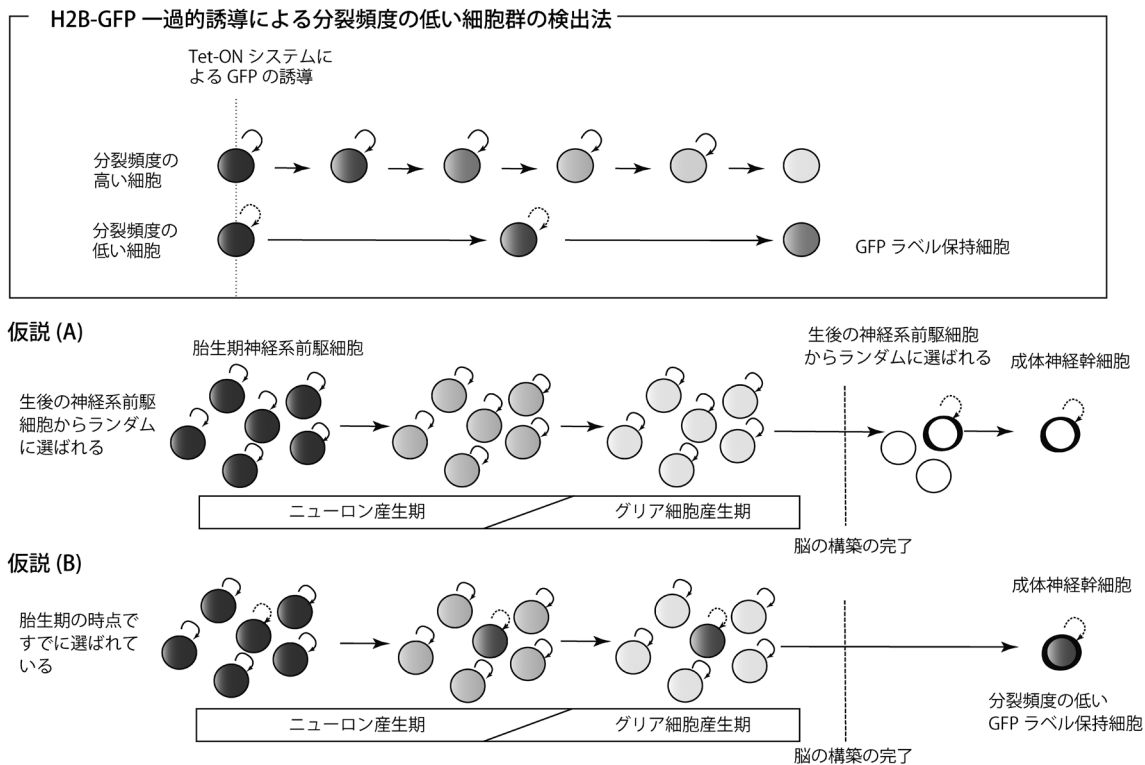 H2B-GFP 一過的誘導による分裂頻度の低い細胞群の検出法
Tet-ON システムに
よる GFP の誘導
分裂頻度の
高い細胞
分裂頻度の
低い細胞
GFP ラベル保持細胞
仮説 (A)
胎生期神経系前駆細胞
生後の神経系前駆細胞
からランダムに選ばれる
成体神経幹細胞
生後の神経系前駆
細胞からランダム
に選ばれる
ニューロン産生期
グリア細胞産生期
脳の構築の完了
仮説 (B)
成体神経幹細胞
胎生期の時点で
すでに選ばれて
いる
分裂頻度の低い
GFP ラベル保持細胞
ニューロン産生期
グリア細胞産生期
脳の構築の完了